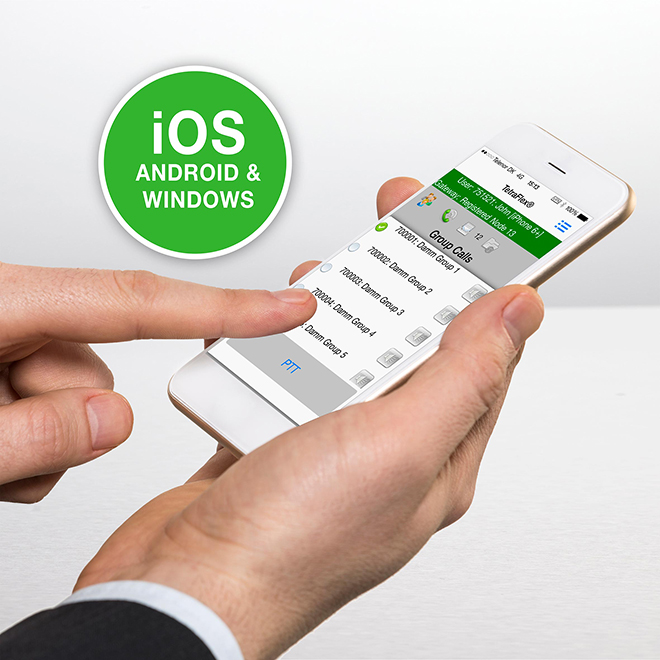 iOS
ANDROID &
WINDOWS
Telenor DK 4G 15:13 100%
TetraFlex®
User: 751521: John [iPhone 6+]
Gateway: Registered Node 13
12
Group Calls
700001: Damm Group 1
700002: Damm Group 2
700003: Damm Group 3
700004: Damm Group 4
: Damm Group 5
PTT